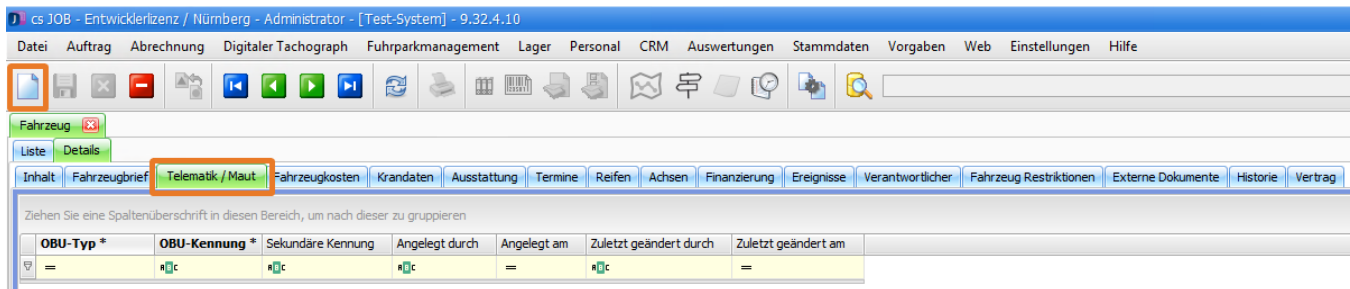 cs JOB - Entwicklerlizenz / Nürnberg - Administrator - [Test-System] - 9.32.4.10
Datei Auftrag Abrechnung Digitaler Tachograph Fuhrparkmanagement Lager Personal CRM Auswertungen Stammdaten Vorgaben Web Einstellungen Hilfe
Fahrzeug
Liste Details
Inhalt Fahrzeugbrief Telematik / Maut Fahrzeugkosten Krandaten Ausstattung Termine Reifen Achsen Finanzierung Ereignisse Verantwortlicher Fahrzeug Restriktionen Externe Dokumente Historie Vertrag
Ziehen Sie eine Spaltenüberschrift in diesen Bereich, um nach dieser zu gruppieren
OBU-Typ * OBU-Kennung * Sekundäre Kennung Angelegt durch Angelegt am Zuletzt geändert durch Zuletzt geändert am
= ABC ABC ABC = ABC =